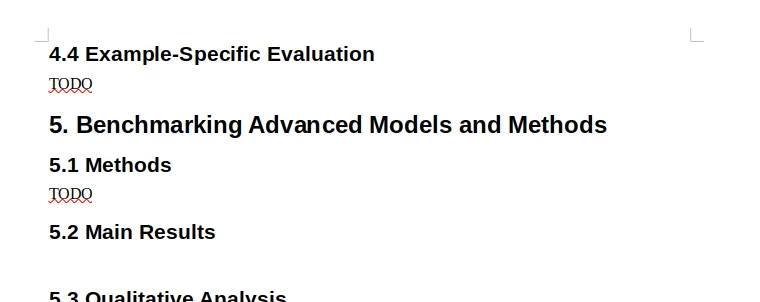 4.4 Example-Specific Evaluation
TODO
5. Benchmarking Advanced Models and Methods
5.1 Methods
TODO
5.2 Main Results
5.3 Qualitative Analysis